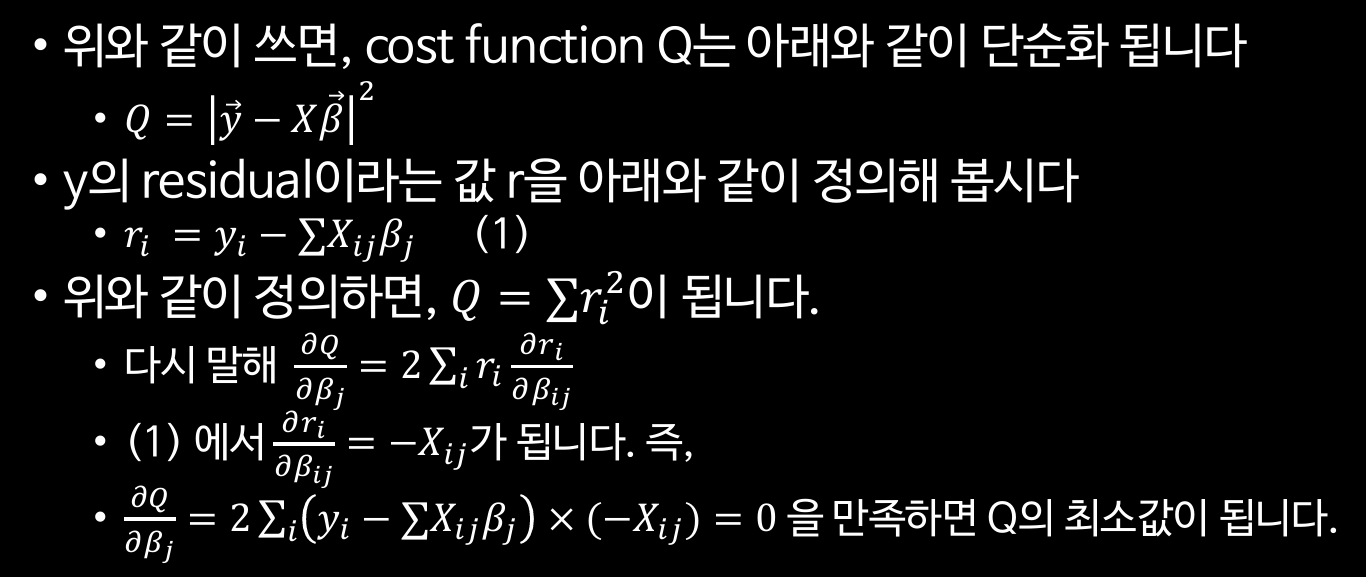 • 위와 같이 쓰면, cost function Q는 아래와 같이 단순화 됩니다
• $Q = \left|\vec{y} - X\vec{\beta}\right|^2$
• y의 residual이라는 값 r을 아래와 같이 정의해 봅시다
• $r_i = y_i - \sum X_{ij}\beta_j$ (1)
• 위와 같이 정의하면, $Q = \sum r_i^2$이 됩니다.
• 다시 말해 $\frac{\partial Q}{\partial \beta_j} = 2\sum_i r_i \frac{\partial r_i}{\partial \beta_{ij}}$
• (1) 에서 $\frac{\partial r_i}{\partial \beta_{ij}} = -X_{ij}$가 됩니다. 즉,
• $\frac{\partial Q}{\partial \beta_j} = 2\sum_i \left(y_i - \sum X_{ij}\beta_j\right) \times (-X_{ij}) = 0$ 을 만족하면 Q의 최소값이 됩니다.